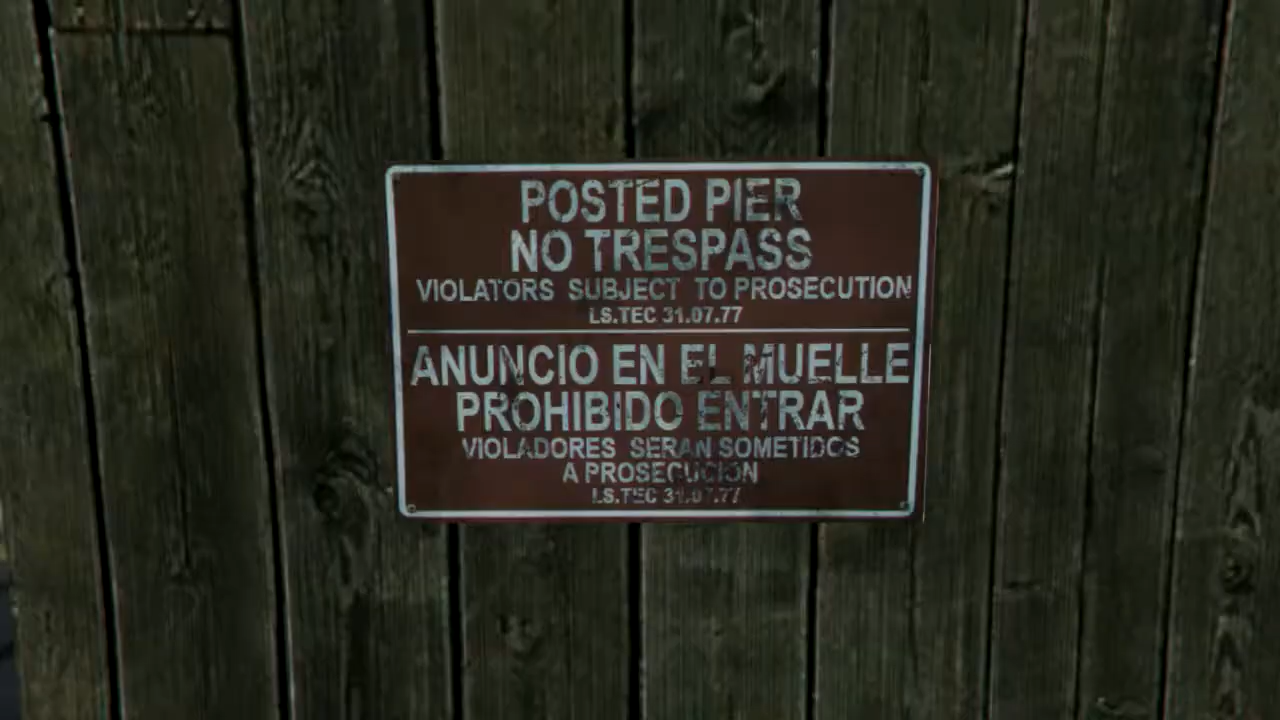 POSTED PIER
NO TRESPASS
VIOLATORS SUBJECT TO PROSECUTION
LS.TEC 31.07.77
ANUNCIO EN EL MUELLE
PROHIBIDO ENTRAR
VIOLADORES SERAN SOMETIDOS
A PROSECUCION
LS.TEC 31.07.77